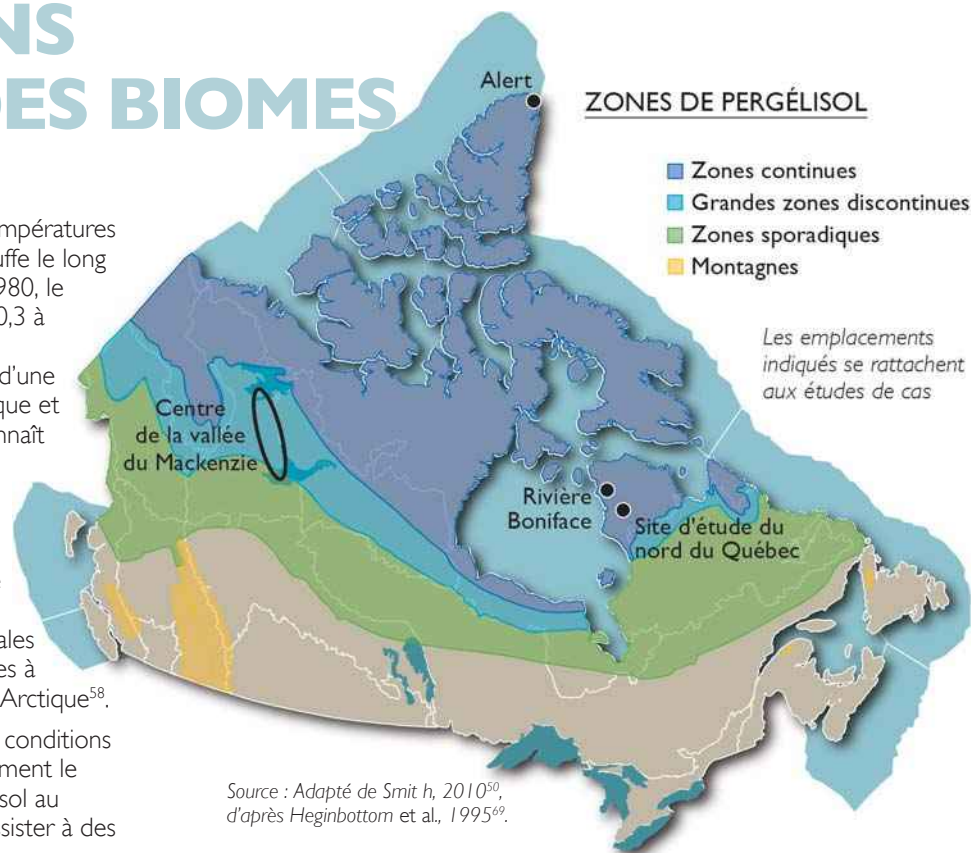 NS
DES BIOMES
mpératures
uffe le long
980, le
0,3 à
d'une
que et
nnaît
ales
es à
Arctique58.
conditions
ment le
sol au
sister à des
Alert
ZONES DE PERGÉLISOL
Zones continues
Grandes zones discontinues
Zones sporadiques
Montagnes
Les emplacements
indiqués se rattachent
aux études de cas
Centre
de la vallée
du Mackenzie
Rivière
Boniface
Site d'étude du
nord du Québec
Source : Adapté de Smit h, 201050,
d'après Heginbottom et al., 199569.